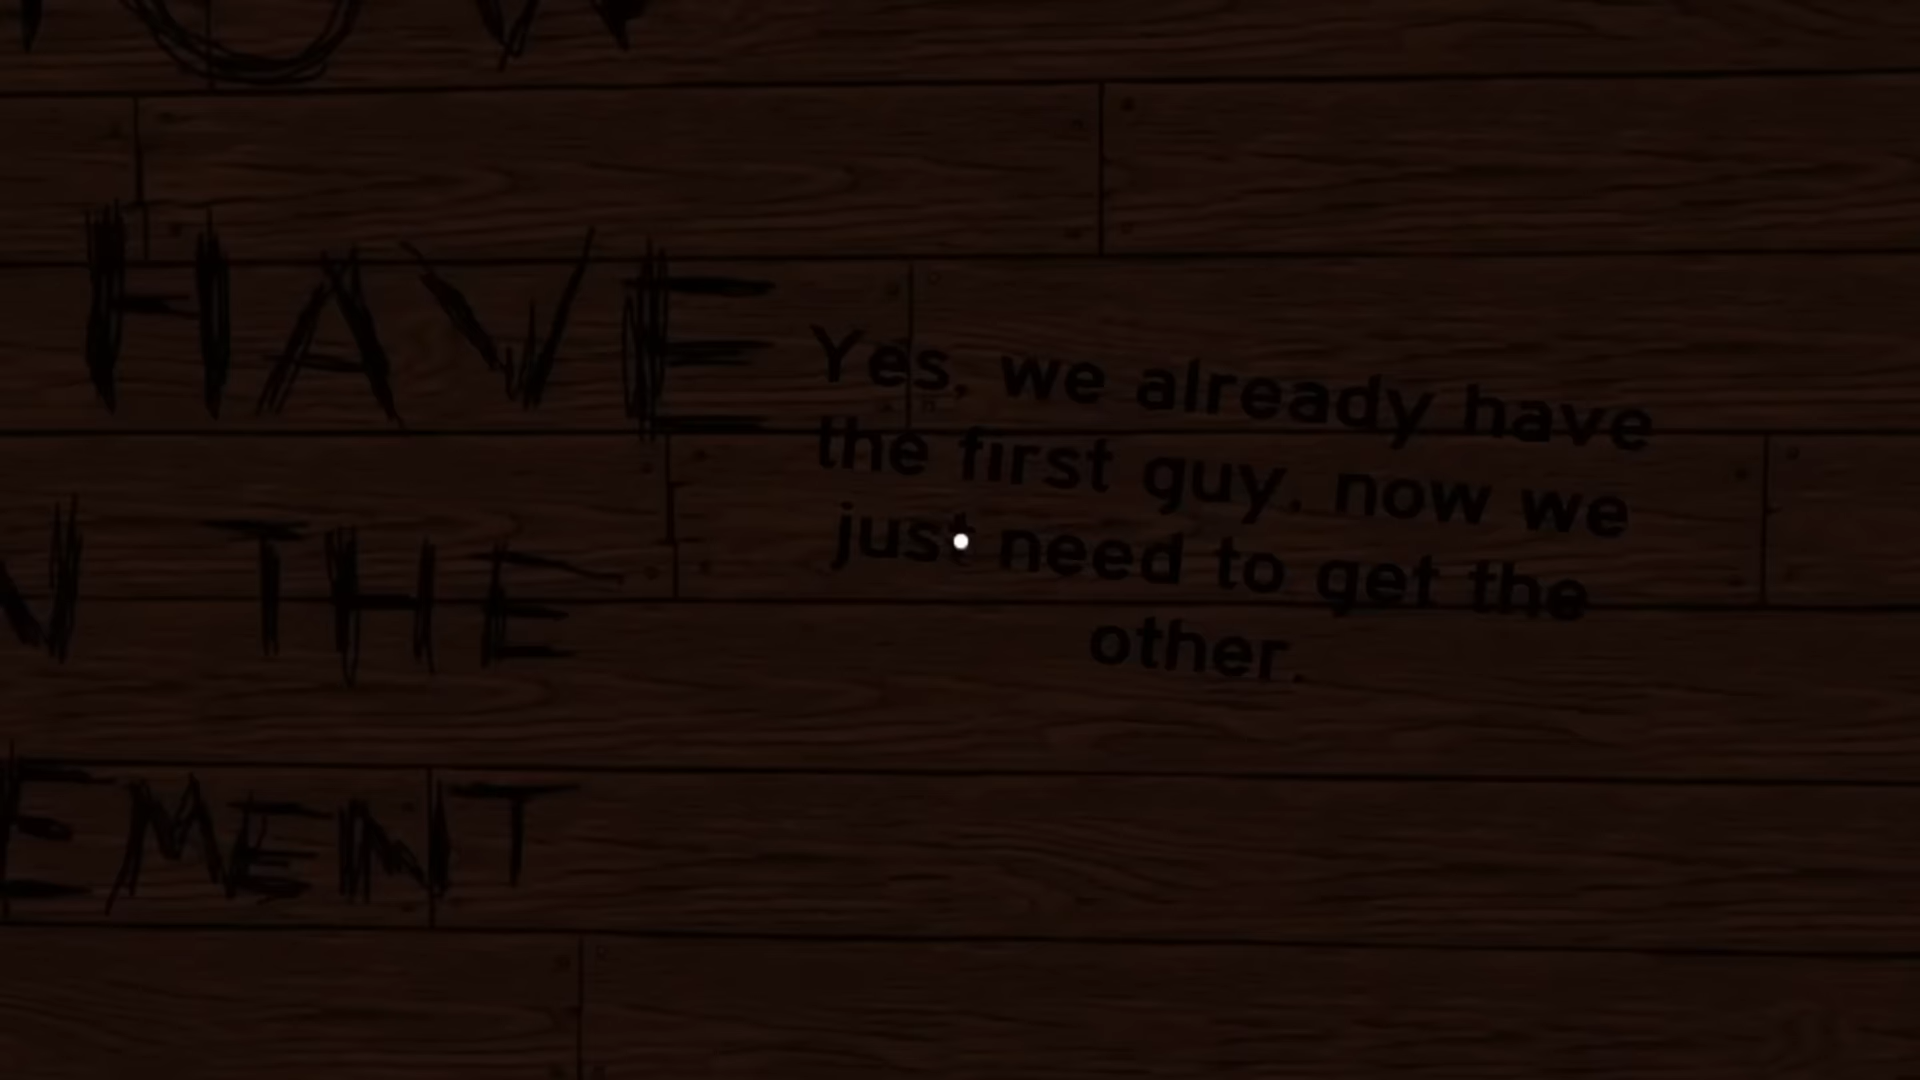 HAVE
THE
EMENT
Yes, we already have
the first guy. now we
just need to get the
other.